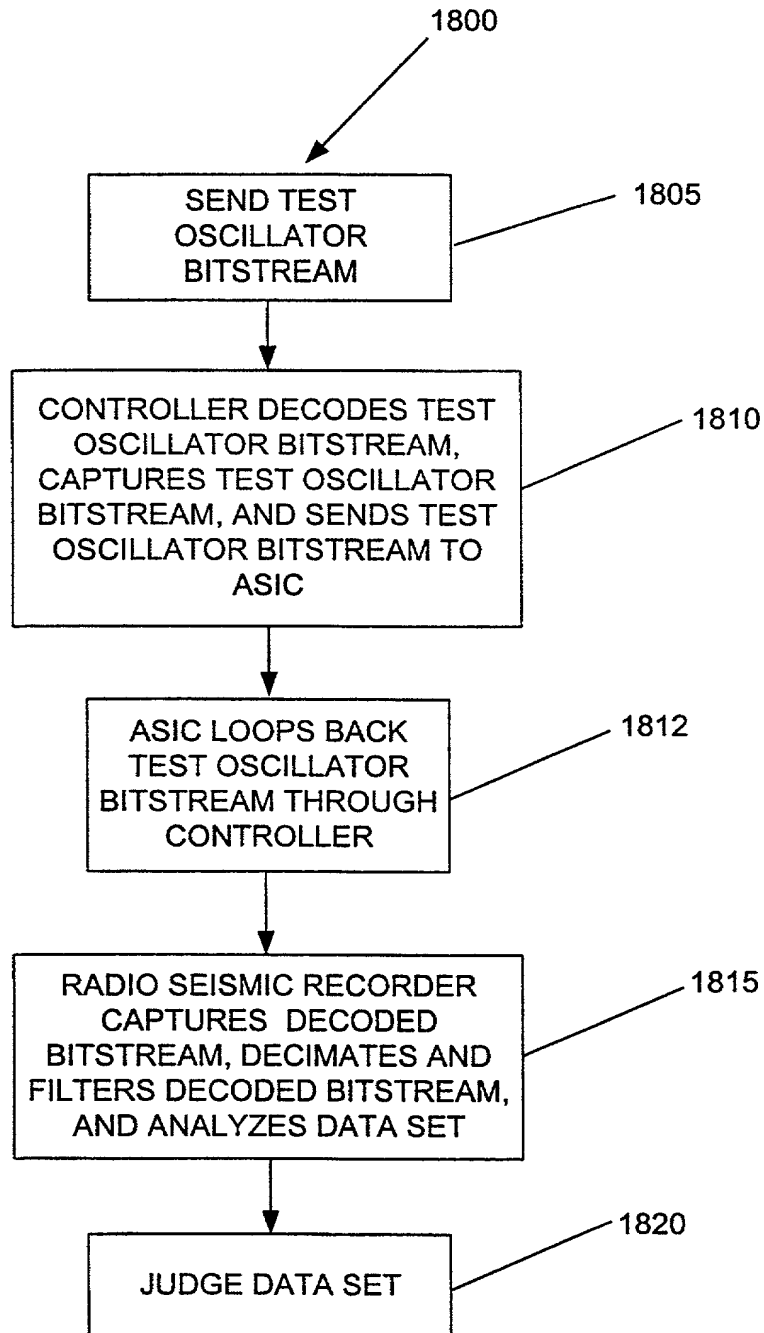 1800
SEND TEST
OSCILLATOR
BITSTREAM
1805
CONTROLLER DECODES TEST
OSCILLATOR BITSTREAM,
CAPTURES TEST OSCILLATOR
BITSTREAM, AND SENDS TEST
OSCILLATOR BITSTREAM TO
ASIC
1810
ASIC LOOPS BACK
TEST OSCILLATOR
BITSTREAM THROUGH
CONTROLLER
1812
RADIO SEISMIC RECORDER
CAPTURES DECODED
BITSTREAM, DECIMATES AND
FILTERS DECODED BITSTREAM,
AND ANALYZES DATA SET
1815
JUDGE DATA SET
1820